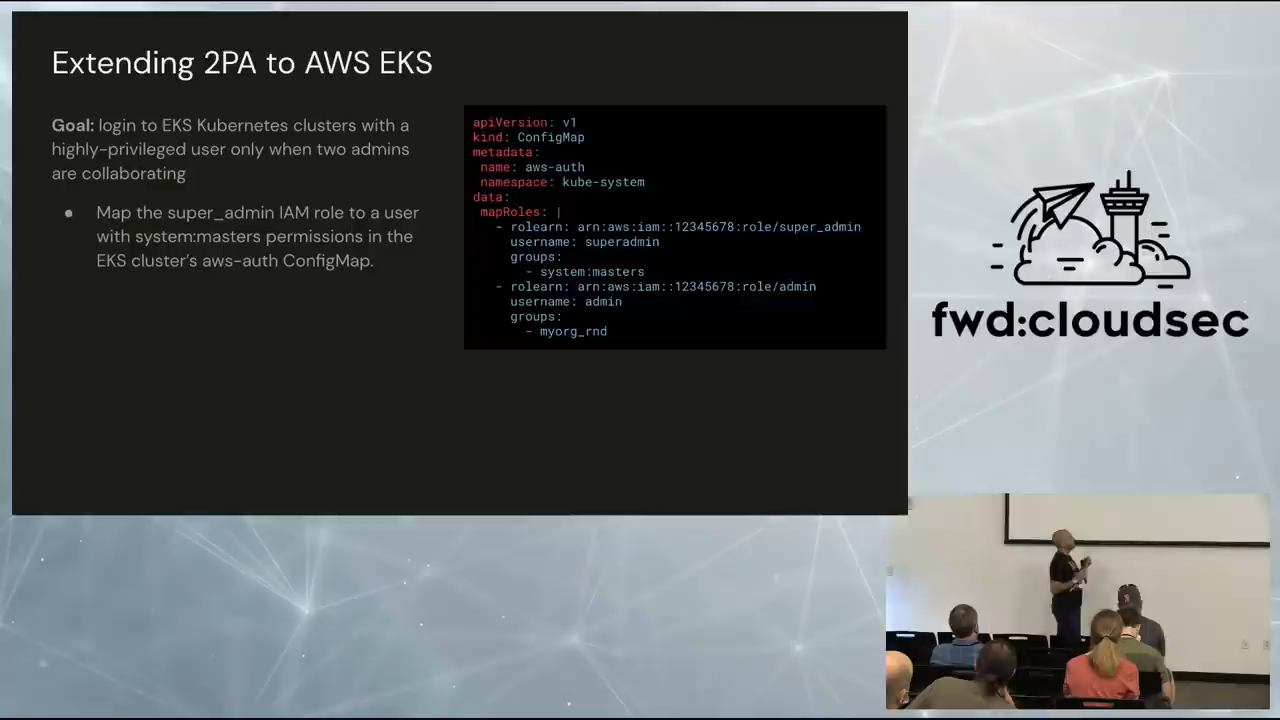 Extending 2PA to AWS EKS
Goal: login to EKS Kubernetes clusters with a
highly-privileged user only when two admins
are collaborating
● Map the super_admin IAM role to a user
with system:masters permissions in the
EKS cluster's aws-auth ConfigMap.
apiVersion: v1
kind: ConfigMap
metadata:
name: aws-auth
namespace: kube-system
data:
mapRoles: |
- rolearn: arn:aws:iam::12345678:role/super_admin
username: superadmin
groups:
- system:masters
- rolearn: arn:aws:iam::12345678:role/admin
username: admin
groups:
- myorg_rnd
fwd:cloudsec